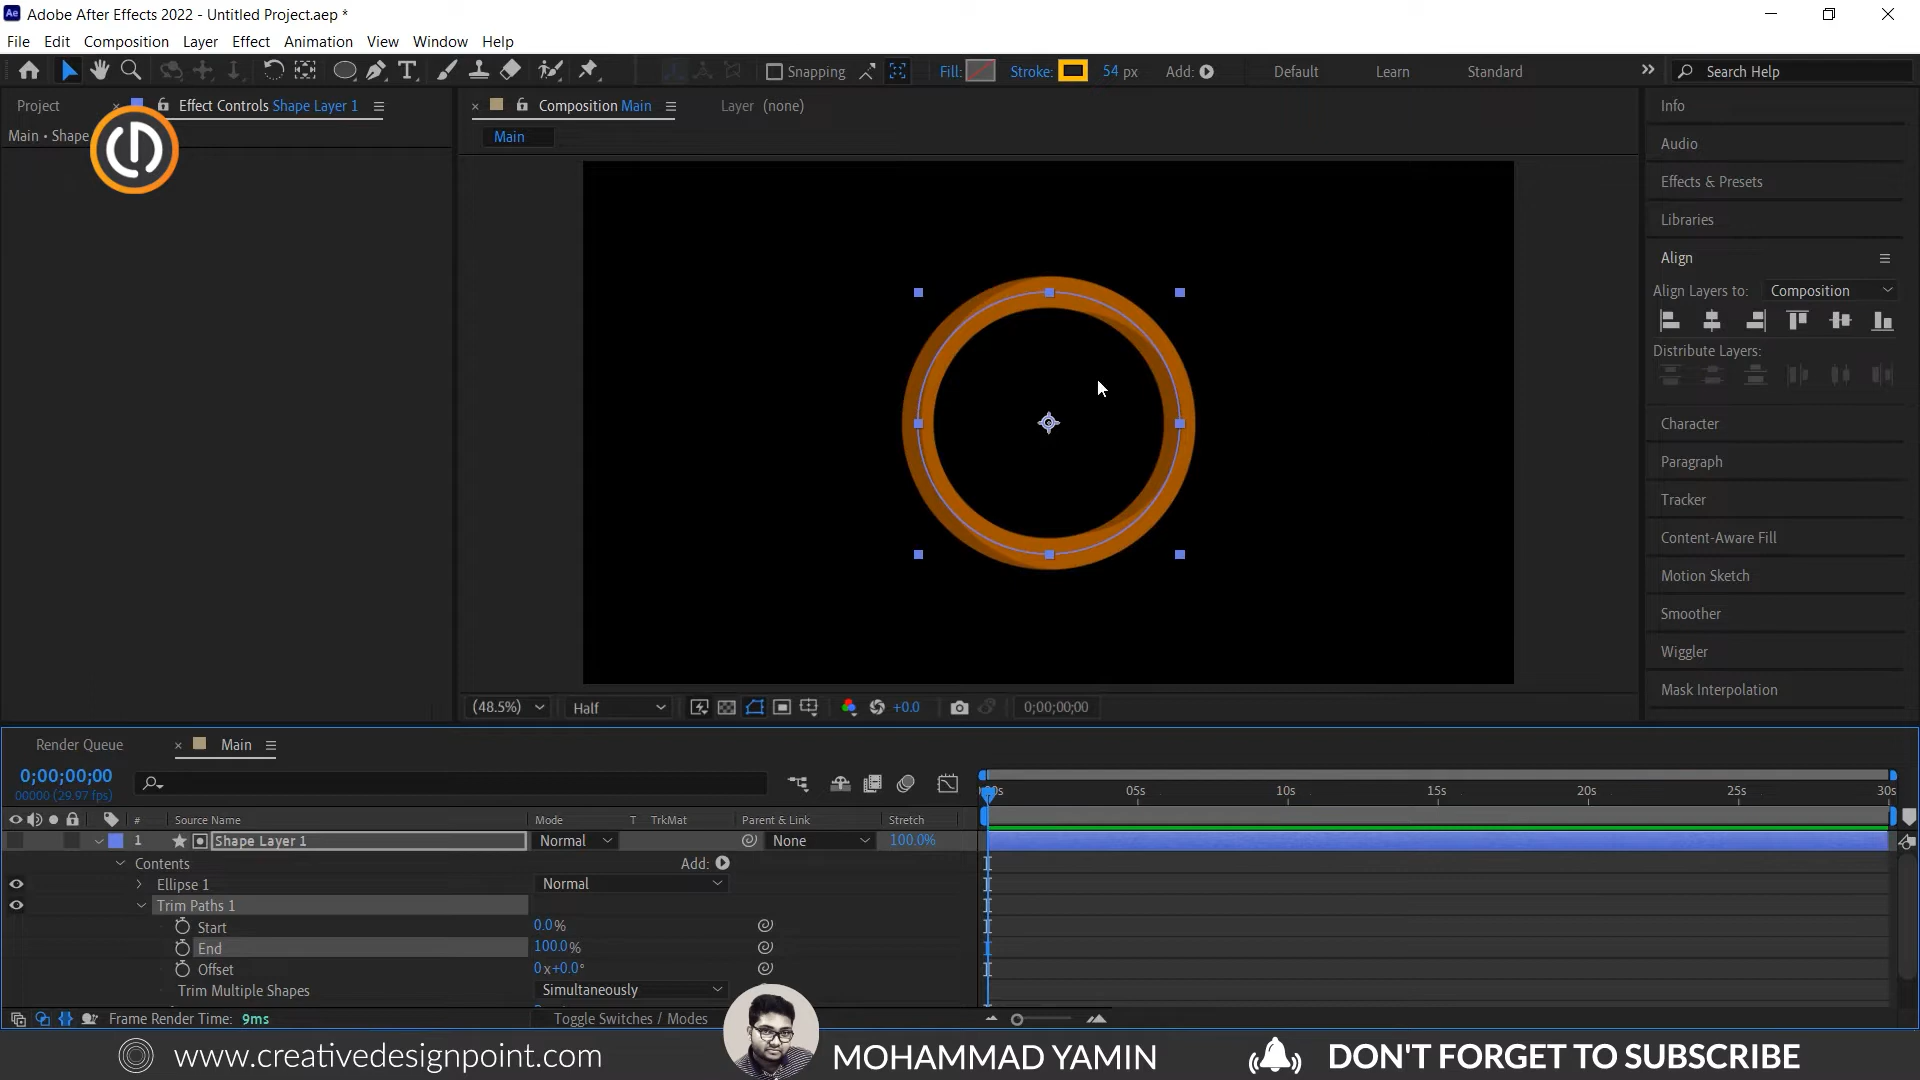 Adobe After Effects 2022 - Untitled Project.aep *
File Edit Composition Layer Effect Animation View Window Help
Snapping Fill: Stroke: 54 px Add: Default Learn Standard Search Help
Project Effect Controls Shape Layer 1 Composition Main Layer (none) Info
Main • Shape Main
Audio
Effects & Presets
Libraries
Align
Align Layers to: Composition
Distribute Layers:
Character
Paragraph
Tracker
Content-Aware Fill
Motion Sketch
Smoother
Wiggler
Mask Interpolation
(48.5%) Half +0.0 0;00;00;00
Render Queue Main
0;00;00;00
00000 (29.97 fps)
05s 10s 15s 20s 25s 30s
# Source Name Mode T TrkMat Parent & Link Stretch
1 Shape Layer 1 Normal None 100.0%
Contents Add:
Ellipse 1 Normal
Trim Paths 1
Start 0.0%
End 100.0%
Offset 0x+0.0°
Trim Multiple Shapes Simultaneously
Frame Render Time: 9ms Toggle Switches / Modes
www.creativedesignpoint.com MOHAMMAD YAMIN DON'T FORGET TO SUBSCRIBE